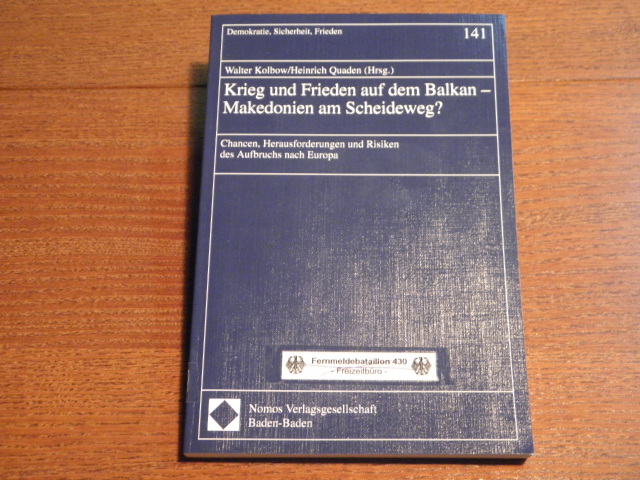 Demokratie, Sicherheit, Frieden 141
Walter Kolbow/Heinrich Quaden (Hrsg.)
Krieg und Frieden auf dem Balkan –
Makedonien am Scheideweg?
Chancen, Herausforderungen und Risiken
des Aufbruchs nach Europa
Fernmeldebataillon 430
- Freizeitbüro -
Nomos Verlagsgesellschaft
Baden-Baden